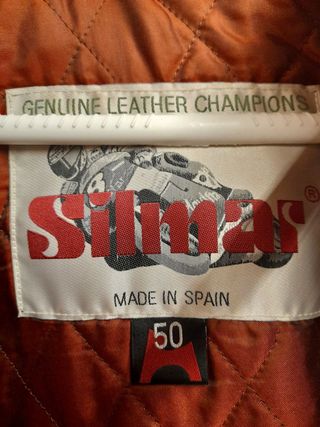 GENUINE LEATHER CHAMPIONS
Silmar®
MADE IN SPAIN
50